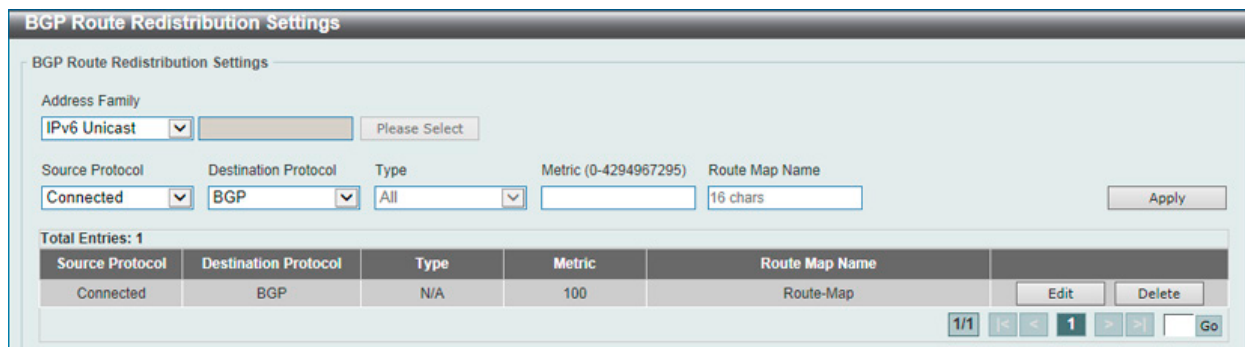 BGP Route Redistribution Settings
BGP Route Redistribution Settings
Address Family
IPv6 Unicast Please Select
Source Protocol Destination Protocol Type Metric (0-4294967295) Route Map Name
Connected BGP All 16 chars Apply
Total Entries: 1
Source Protocol Destination Protocol Type Metric Route Map Name
Connected BGP N/A 100 Route-Map Edit Delete
1/1 |< < 1 > >| Go